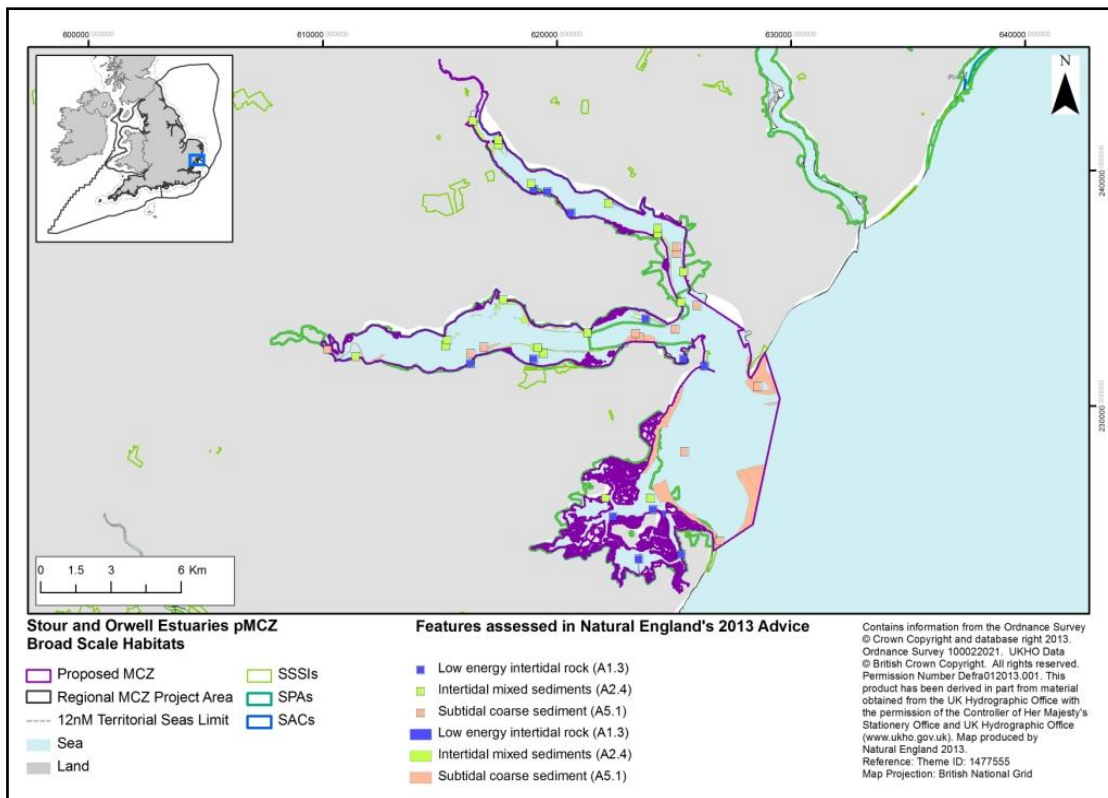 600000.000000
610000.000000
620000.000000
630000.000000
640000.000000
N
240000.000000
230000.000000
0 1.5 3 6 Km
Stour and Orwell Estuaries pMCZ
Broad Scale Habitats
Proposed MCZ
Regional MCZ Project Area
12nM Territorial Seas Limit
Sea
Land
SSSIs
SPAs
SACs
Features assessed in Natural England's 2013 Advice
Low energy intertidal rock (A1.3)
Intertidal mixed sediments (A2.4)
Subtidal coarse sediment (A5.1)
Low energy intertidal rock (A1.3)
Intertidal mixed sediments (A2.4)
Subtidal coarse sediment (A5.1)
Contains information from the Ordnance Survey
© Crown Copyright and database right 2013.
Ordnance Survey 100022021. UKHO Data
© British Crown Copyright. All rights reserved.
Permission Number Defra012013.001. This
product has been derived in part from material
obtained from the UK Hydrographic Office with
the permission of the Controller of Her Majesty's
Stationery Office and UK Hydrographic Office
(www.ukho.gov.uk). Map produced by
Natural England 2013.
Reference: Theme ID: 1477555
Map Projection: British National Grid